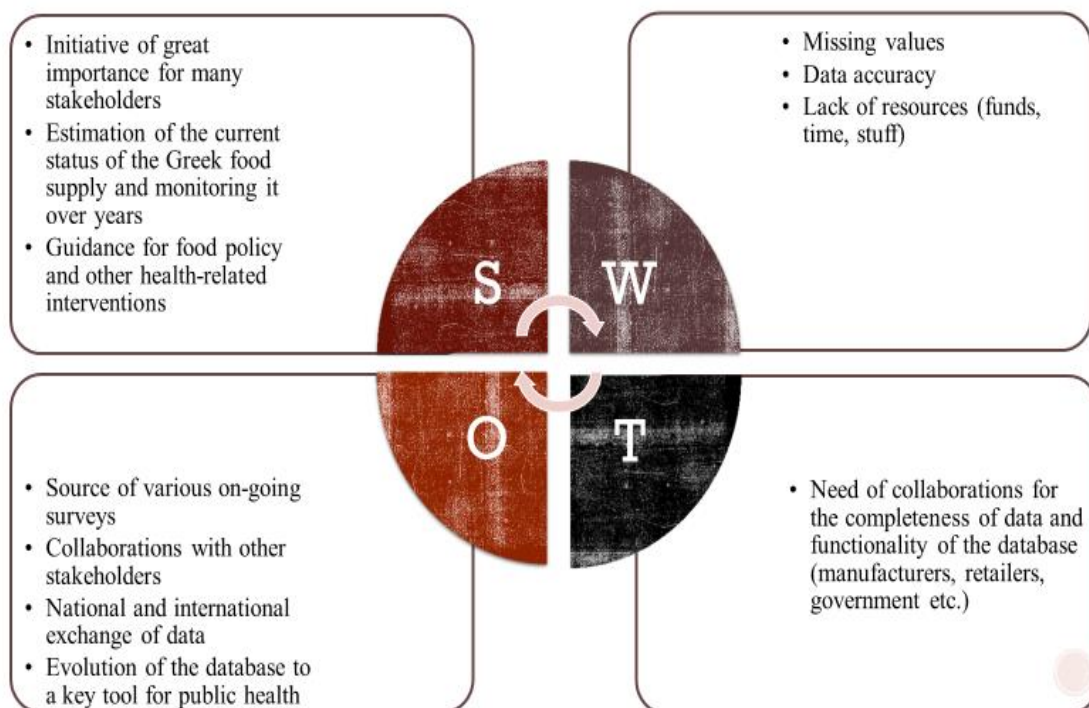 • Initiative of great
importance for many
stakeholders
• Estimation of the current
status of the Greek food
supply and monitoring it
over years
• Guidance for food policy
and other health-related
interventions
• Missing values
• Data accuracy
• Lack of resources (funds,
time, stuff)
S
W
O
T
• Source of various on-going
surveys
• Collaborations with other
stakeholders
• National and international
exchange of data
• Evolution of the database to
a key tool for public health
• Need of collaborations for
the completeness of data and
functionality of the database
(manufacturers, retailers,
government etc.)